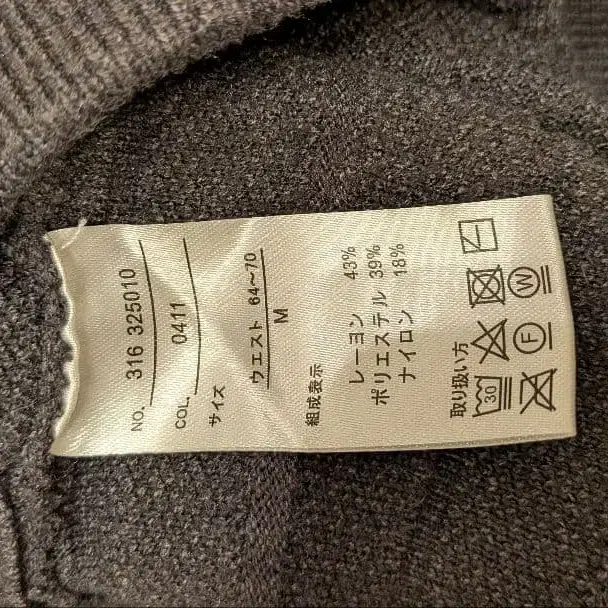 NO. 316 325010
COL. 0411
サイズ
ウエスト 64〜70
M
組成表示
レーヨン 43%
ポリエステル 39%
ナイロン 18%
取り扱い方
30
F W